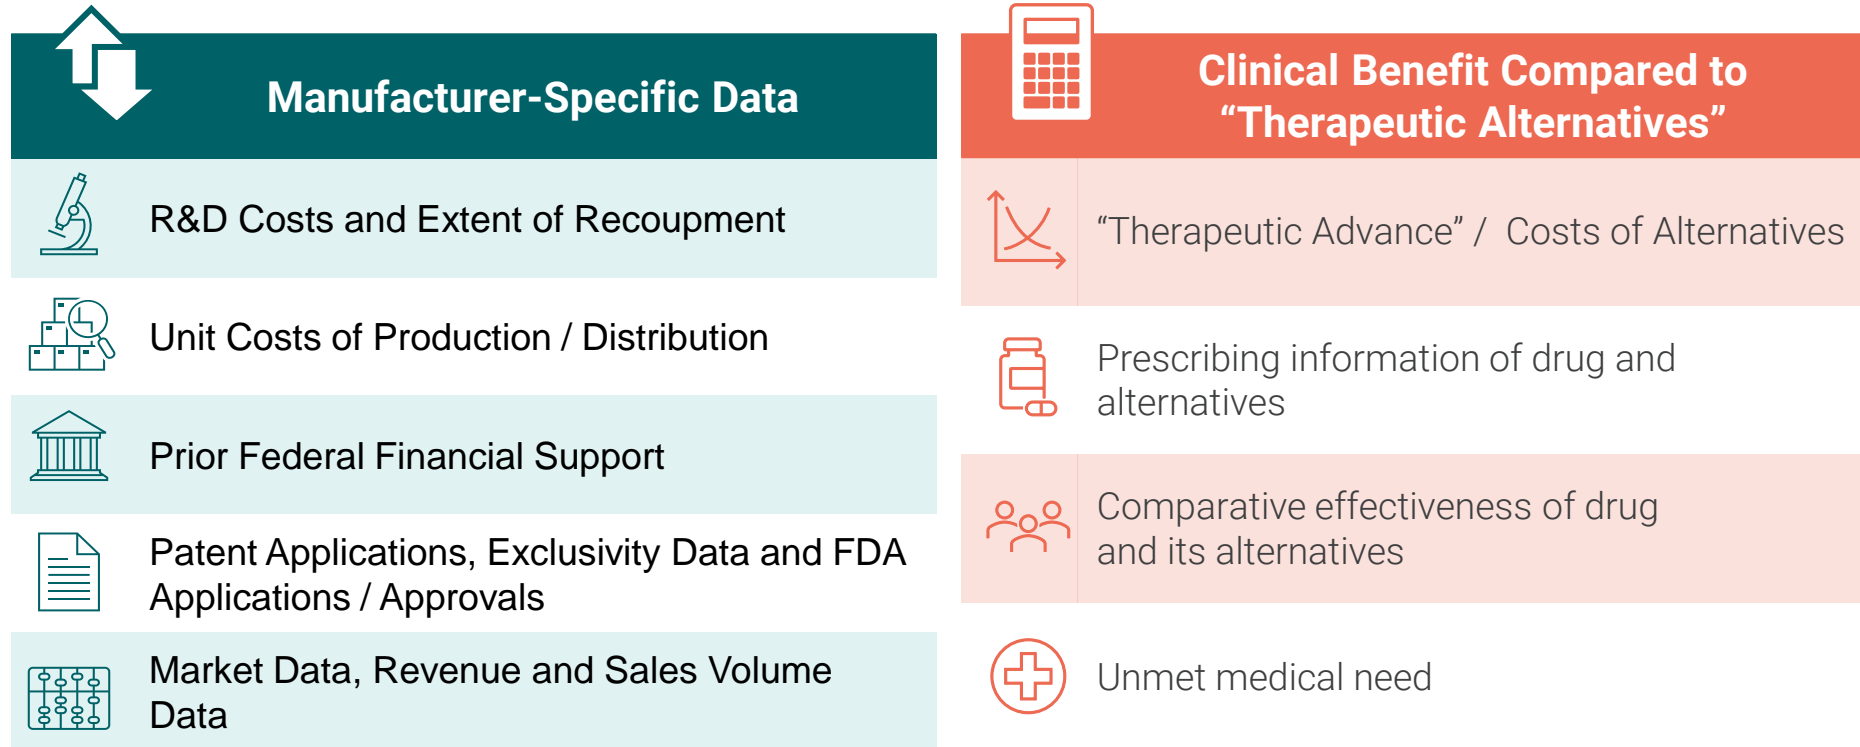 Manufacturer-Specific Data
R&D Costs and Extent of Recoupment
Unit Costs of Production / Distribution
Prior Federal Financial Support
Patent Applications, Exclusivity Data and FDA
Applications / Approvals
Market Data, Revenue and Sales Volume
Data
Clinical Benefit Compared to
“Therapeutic Alternatives”
“Therapeutic Advance” / Costs of Alternatives
Prescribing information of drug and
alternatives
Comparative effectiveness of drug
and its alternatives
Unmet medical need